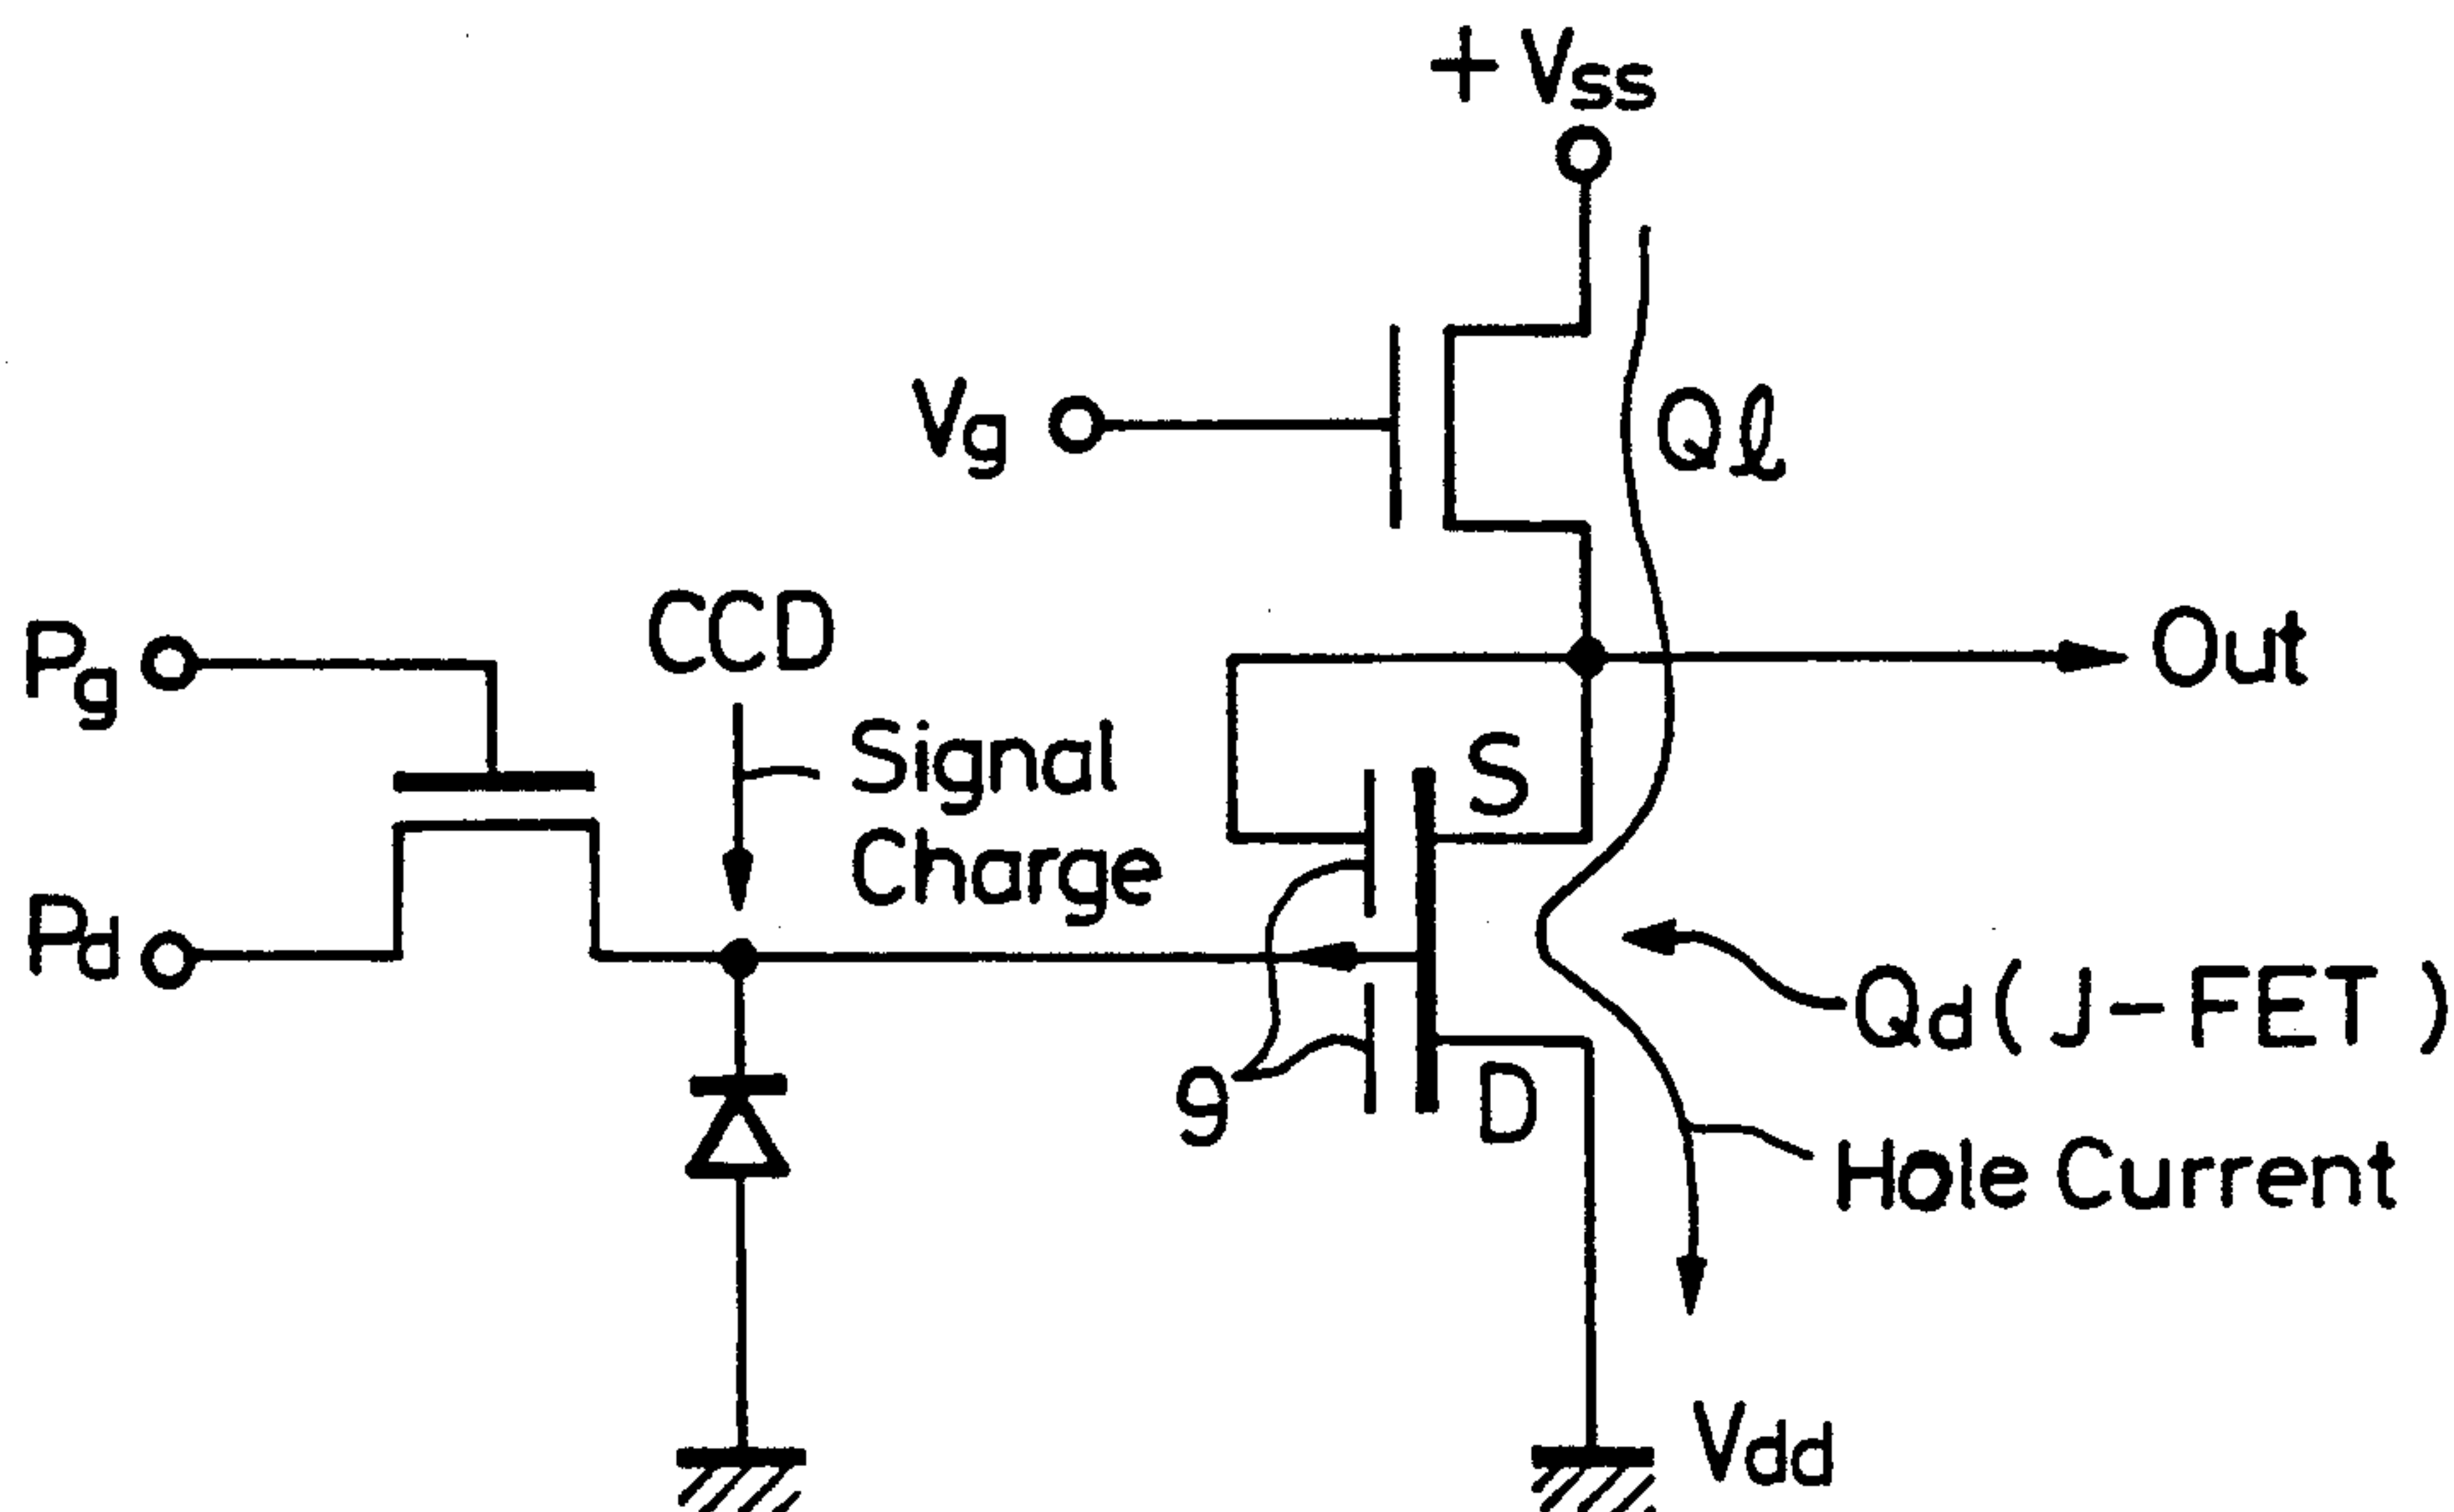 + Vss
Vg
Qℓ
CCD
Pg
Out
Signal
Charge
S
Pd
Qd ( J-FET )
9
D
Hole Current
Vdd